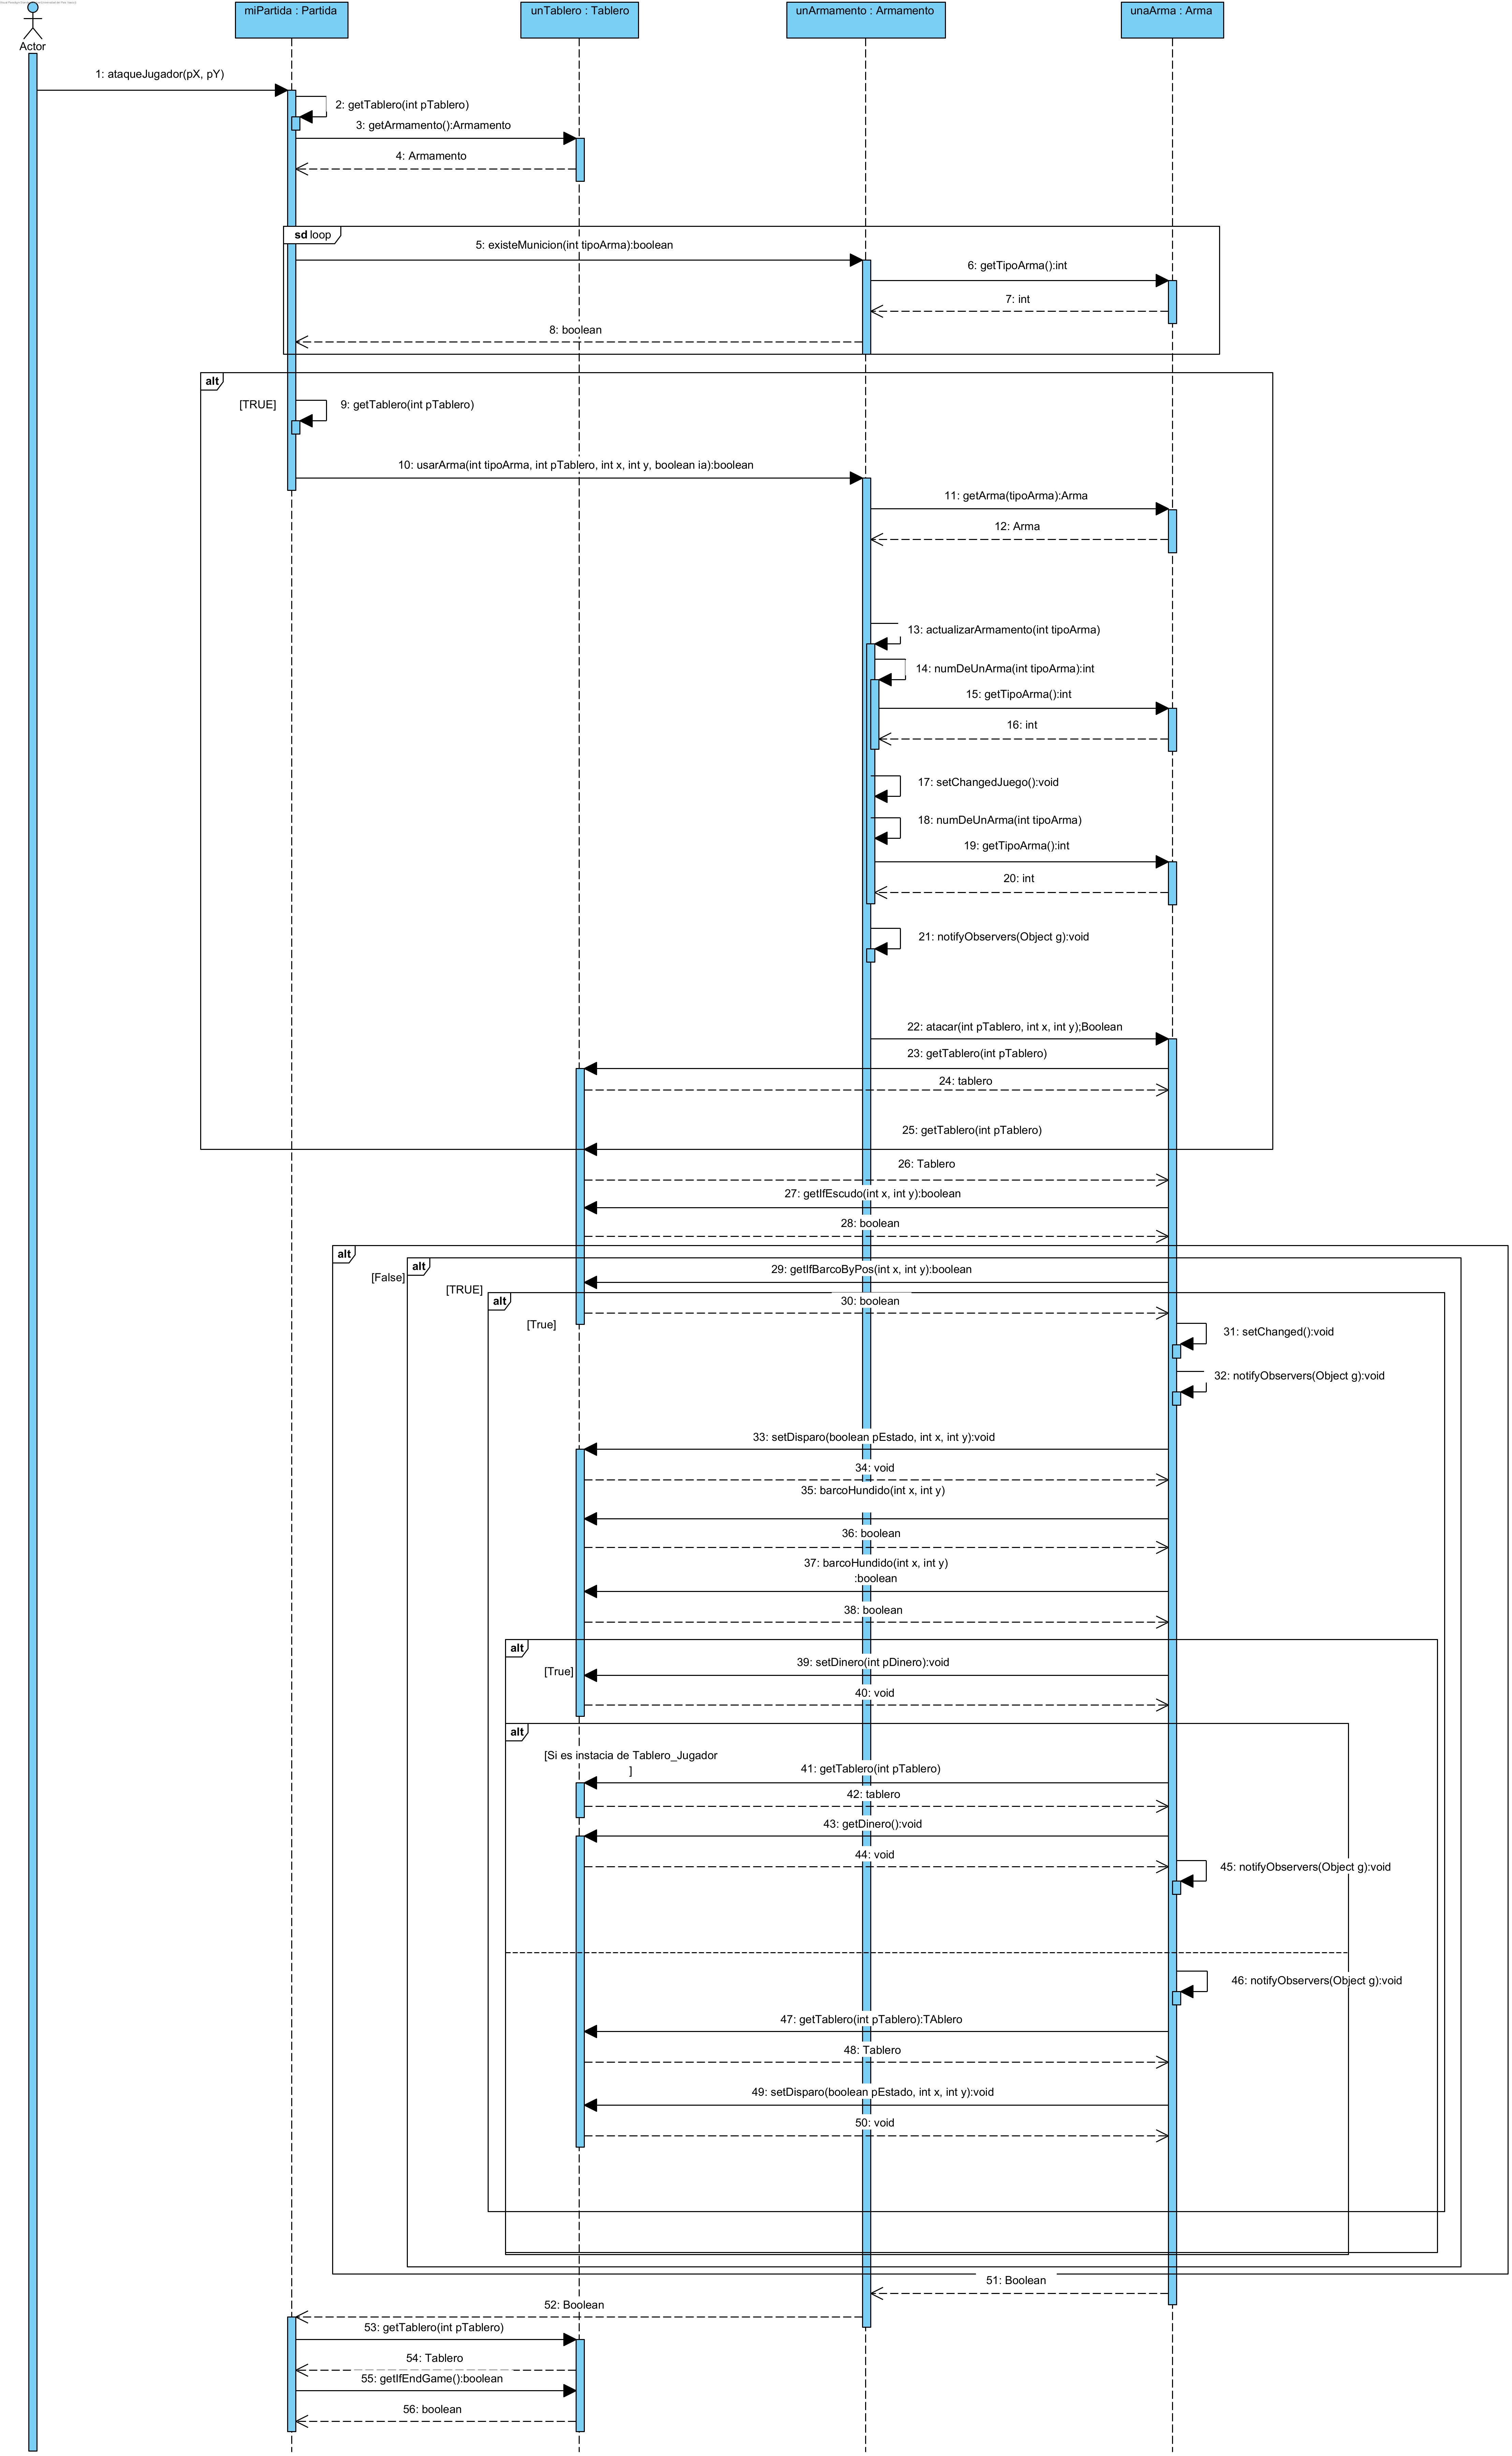 miPartida : Partida
unTablero : Tablero
unArmamento : Armamento
unaArma : Arma
Actor
1: ataqueJugador(pX, pY)
2: getTablero(int pTablero)
3: getArmamento():Armamento
4: Armamento
sd loop
5: existeMunicion(int tipoArma):boolean
6: getTipoArma():int
7: int
8: boolean
alt
[TRUE]
9: getTablero(int pTablero)
10: usarArma(int tipoArma, int pTablero, int x, int y, boolean ia):boolean
11: getArma(tipoArma):Arma
12: Arma
13: actualizarArmamento(int tipoArma)
14: numDeUnArma(int tipoArma):int
15: getTipoArma():int
16: int
17: setChangedJuego():void
18: numDeUnArma(int tipoArma)
19: getTipoArma():int
20: int
21: notifyObservers(Object g):void
22: atacar(int pTablero, int x, int y);Boolean
23: getTablero(int pTablero)
24: tablero
25: getTablero(int pTablero)
26: Tablero
27: getIfEscudo(int x, int y):boolean
28: boolean
alt
[False]
alt
29: getIfBarcoByPos(int x, int y):boolean
[TRUE]
alt
30: boolean
[True]
31: setChanged():void
32: notifyObservers(Object g):void
33: setDisparo(boolean pEstado, int x, int y):void
34: void
35: barcoHundido(int x, int y)
36: boolean
37: barcoHundido(int x, int y)
:boolean
38: boolean
alt
39: setDinero(int pDinero):void
[True]
40: void
alt
[Si es instacia de Tablero_Jugador
]
41: getTablero(int pTablero)
42: tablero
43: getDinero():void
44: void
45: notifyObservers(Object g):void
46: notifyObservers(Object g):void
47: getTablero(int pTablero):TAblero
48: Tablero
49: setDisparo(boolean pEstado, int x, int y):void
50: void
51: Boolean
52: Boolean
53: getTablero(int pTablero)
54: Tablero
55: getIfEndGame():boolean
56: boolean